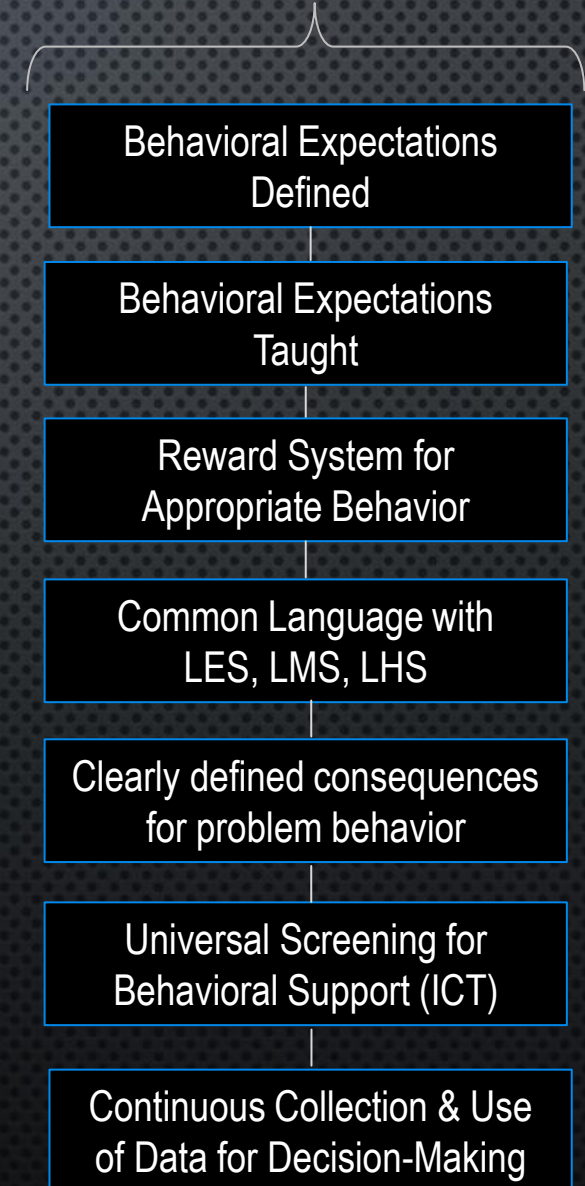 Behavioral Expectations
Defined
Behavioral Expectations
Taught
Reward System for
Appropriate Behavior
Common Language with
LES, LMS, LHS
Clearly defined consequences
for problem behavior
Universal Screening for
Behavioral Support (ICT)
Continuous Collection & Use
of Data for Decision-Making